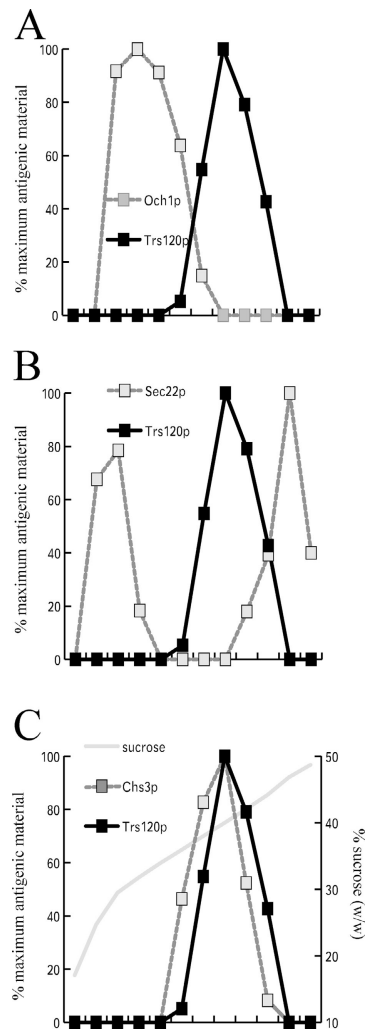 A
% maximum antigenic material
100
80
60
40
20
0
Och1p
Trs120p
B
% maximum antigenic material
100
80
60
40
20
0
Sec22p
Trs120p
C
% maximum antigenic material
100
80
60
40
20
0
sucrose
Chs3p
Trs120p
50
40
30
20
10
% sucrose (w/w)